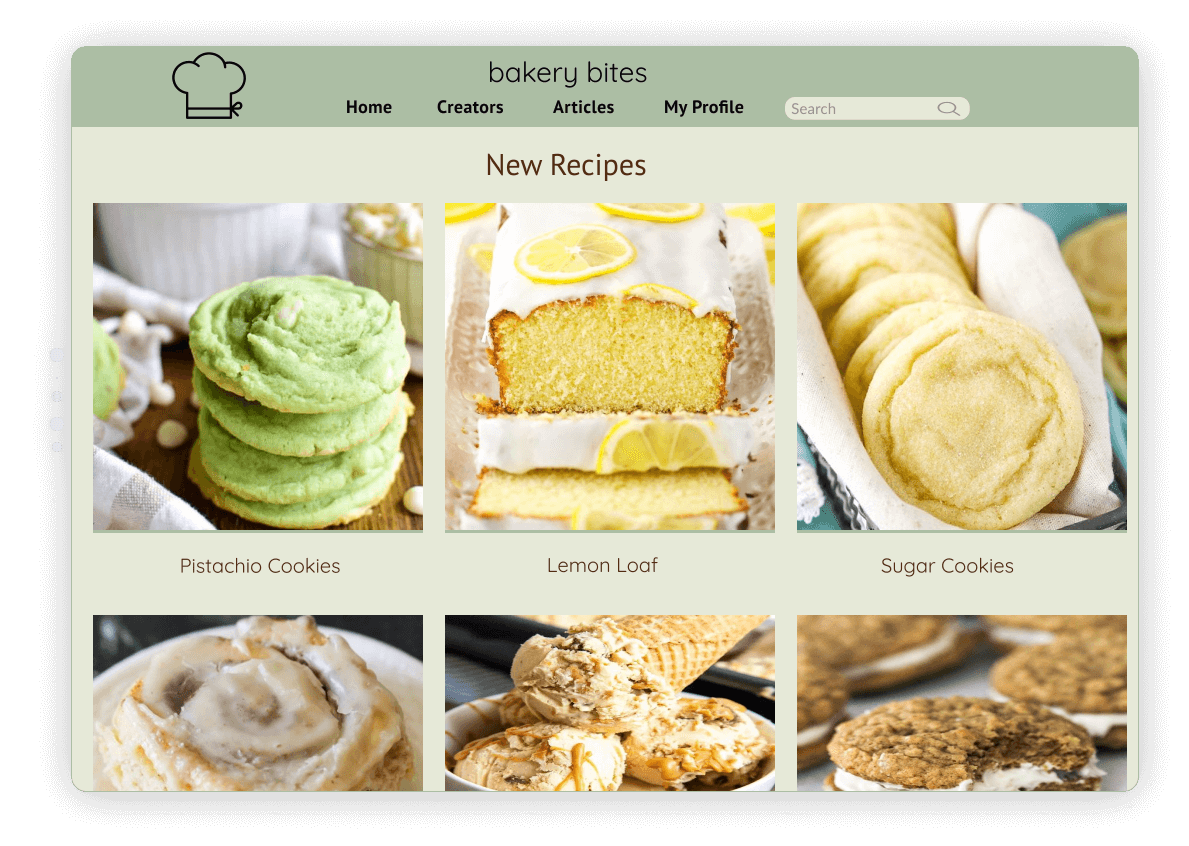 bakery bites
Home Creators Articles My Profile Search
New Recipes
Pistachio Cookies Lemon Loaf Sugar Cookies